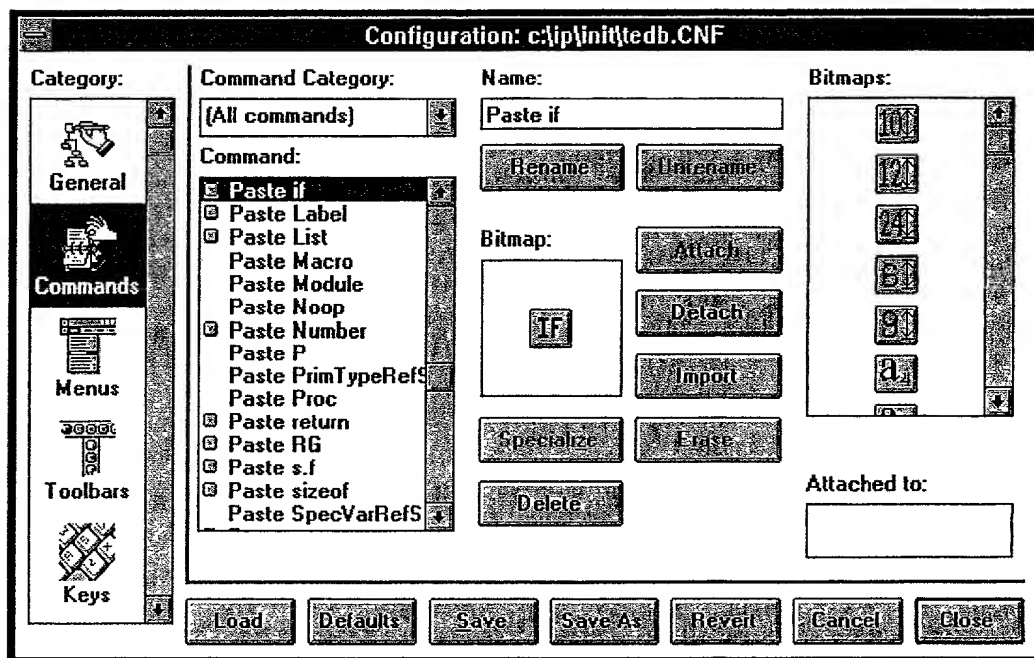 Configuration: c:\ip\init\tedb.CNF
Category:
General
Commands
Menus
Toolbars
Keys
Command Category:
(All commands)
Command:
Paste if
Paste Label
Paste List
Paste Macro
Paste Module
Paste Noop
Paste Number
Paste P
Paste PrimTypeRefS
Paste Proc
Paste return
Paste RG
Paste s.f
Paste sizeof
Paste SpecVarRefS
Name:
Paste if
Rename Unrename
Bitmap:
IF
Attach
Detach
Import
Specialize Erase
Delete
Bitmaps:
10
12
24
9
a
Attached to:
Load Defaults Save Save As Revert Cancel Close